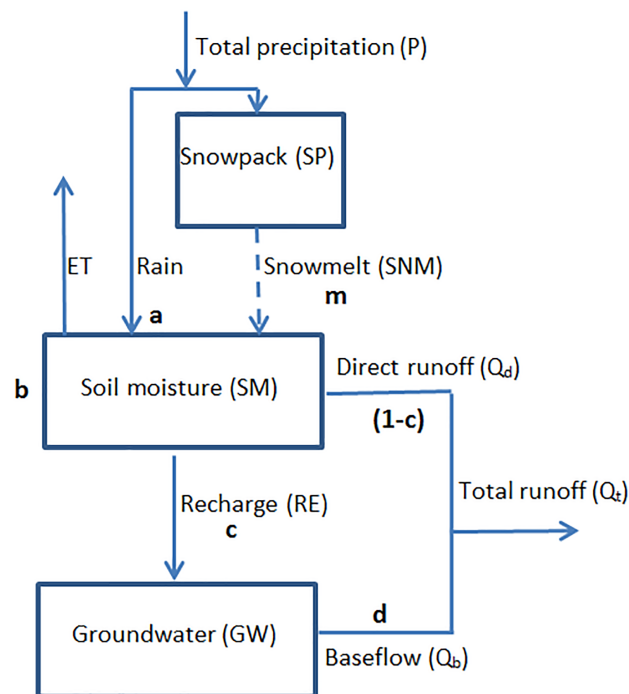 Total precipitation (P)
Snowpack (SP)
ET
Rain
Snowmelt (SNM)
m
a
b
Soil moisture (SM)
Direct runoff (Qd)
(1-c)
Total runoff (Qt)
Recharge (RE)
c
Groundwater (GW)
d
Baseflow (Qb)